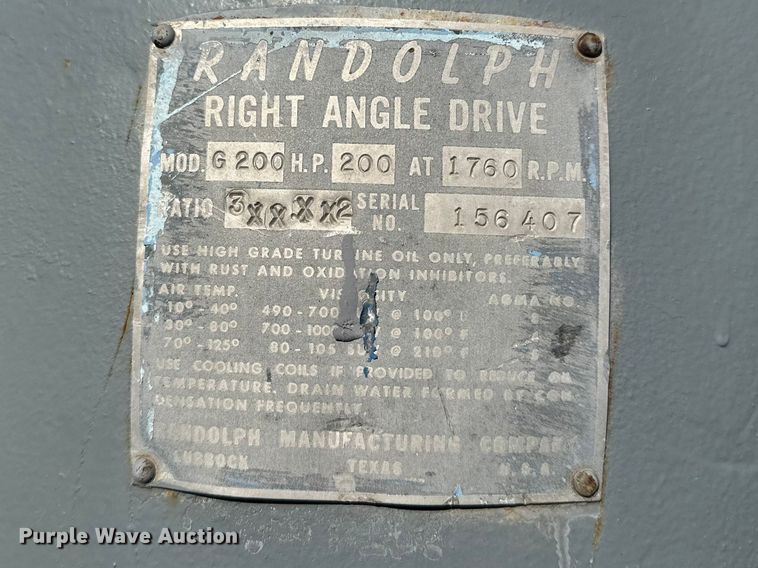 RANDOLPH
RIGHT ANGLE DRIVE
MOD. G 200 H.P. 200 AT 1760 R.P.M.
RATIO 3XX.XX2 SERIAL NO. 156407
USE HIGH GRADE TURBINE OIL ONLY, PREFERABLY
WITH RUST AND OXIDATION INHIBITORS.
AIR TEMP. VISCOSITY AGMA NO.
10° - 40° 490 - 700 @ 100°
700 - 1000 @ 100° F
70° - 125° 80 - 105 @ 210° F
USE COOLING COILS IF PROVIDED TO REDUCE OIL
TEMPERATURE. DRAIN WATER FORMED BY CON
DENSATION FREQUENTLY.
RANDOLPH MANUFACTURING COMPANY
LUBBOCK TEXAS U.S.A.
Purple Wave Auction